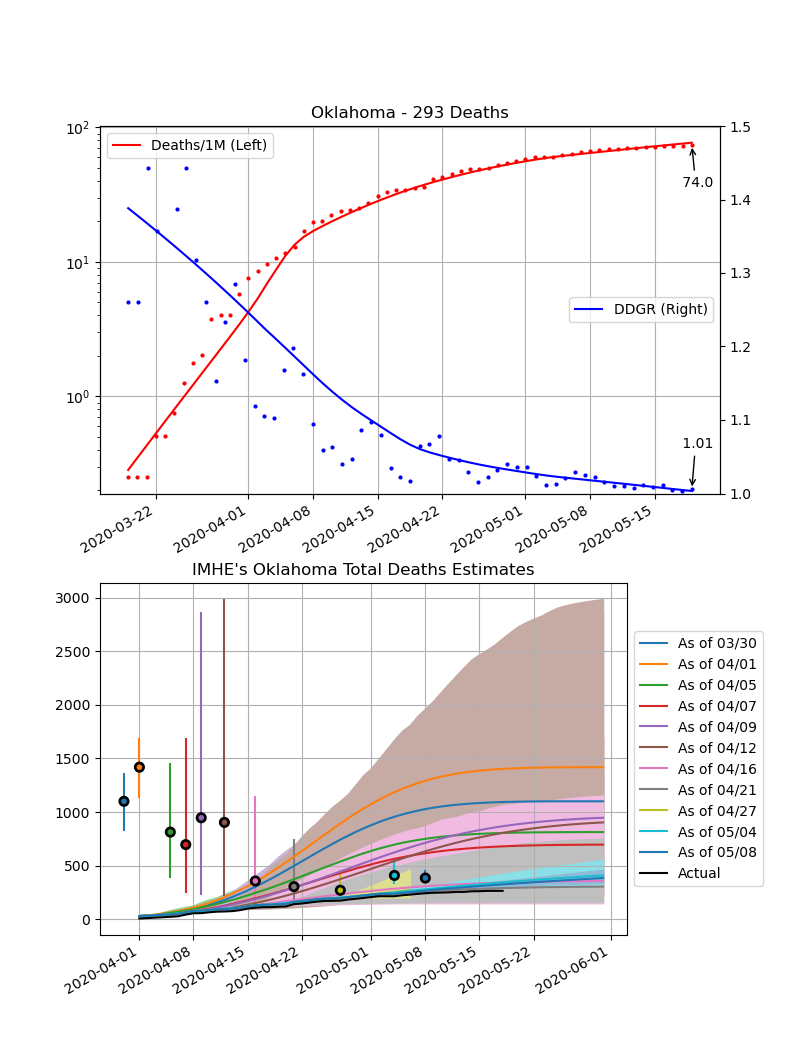 Oklahoma - 293 Deaths
10²
10¹
10⁰
1.5
1.4
1.3
1.2
1.1
1.0
Deaths/1M (Left)
DDGR (Right)
74.0
1.01
2020-03-22
2020-04-01
2020-04-08
2020-04-15
2020-04-22
2020-05-01
2020-05-08
2020-05-15
IMHE's Oklahoma Total Deaths Estimates
3000
2500
2000
1500
1000
500
0
2020-04-01
2020-04-08
2020-04-15
2020-04-22
2020-05-01
2020-05-08
2020-05-15
2020-05-22
2020-06-01
As of 03/30
As of 04/01
As of 04/05
As of 04/07
As of 04/09
As of 04/12
As of 04/16
As of 04/21
As of 04/27
As of 05/04
As of 05/08
Actual